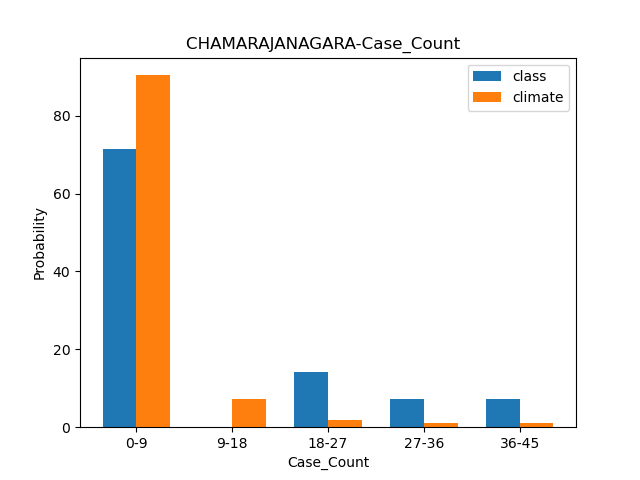 CHAMARAJANAGARA-Case_Count
class
climate
80
60
40
20
0
Probability
0-9 9-18 18-27 27-36 36-45
Case_Count